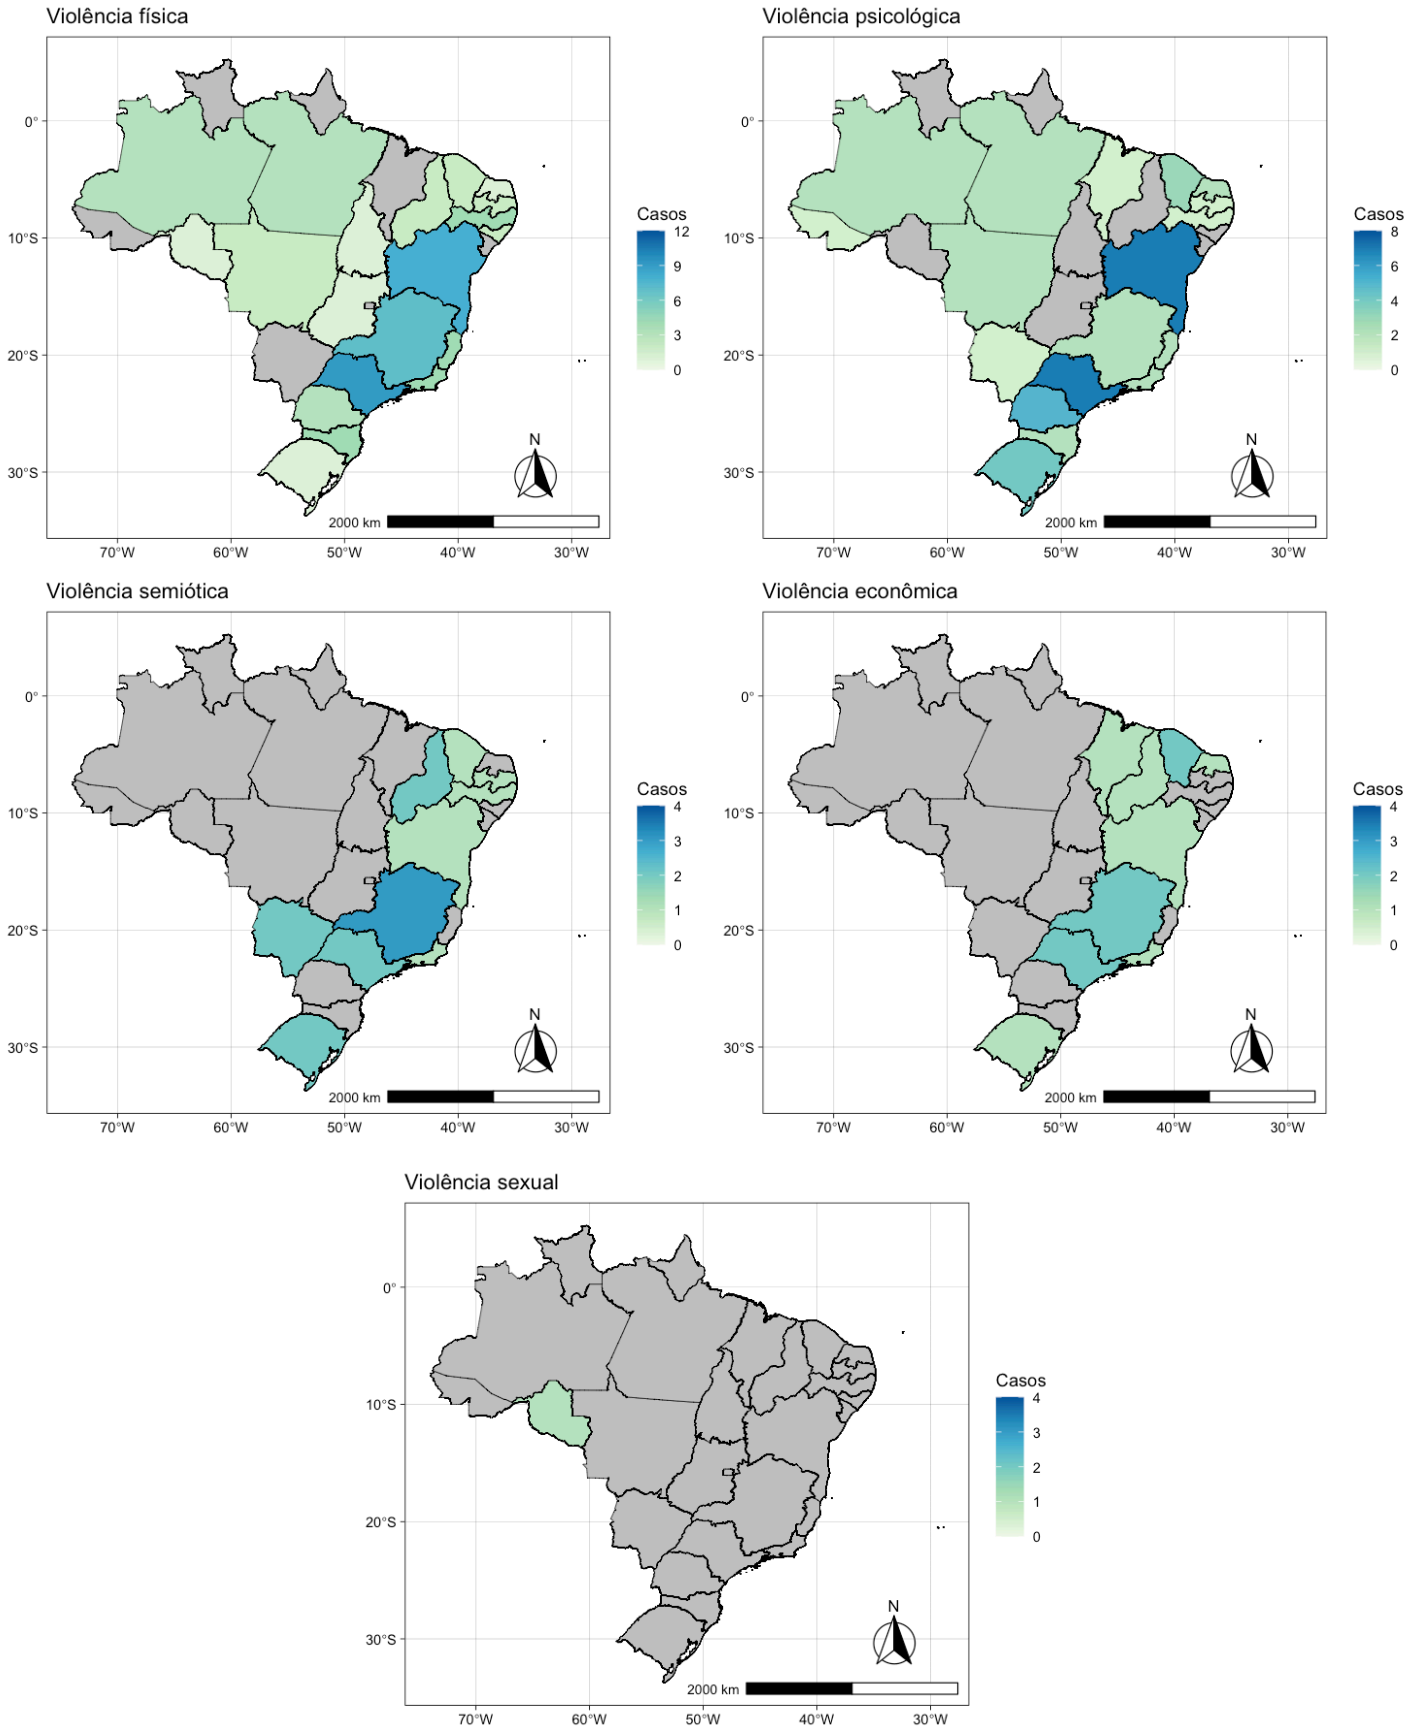 Violência física
Casos
12
9
6
3
0
0°
10°S
20°S
30°S
N
2000 km
70°W 60°W 50°W 40°W 30°W
Violência psicológica
Casos
8
6
4
2
0
0°
10°S
20°S
30°S
N
2000 km
70°W 60°W 50°W 40°W 30°W
Violência semiótica
Casos
4
3
2
1
0
0°
10°S
20°S
30°S
N
2000 km
70°W 60°W 50°W 40°W 30°W
Violência econômica
Casos
4
3
2
1
0
0°
10°S
20°S
30°S
N
2000 km
70°W 60°W 50°W 40°W 30°W
Violência sexual
Casos
4
3
2
1
0
0°
10°S
20°S
30°S
N
2000 km
70°W 60°W 50°W 40°W 30°W